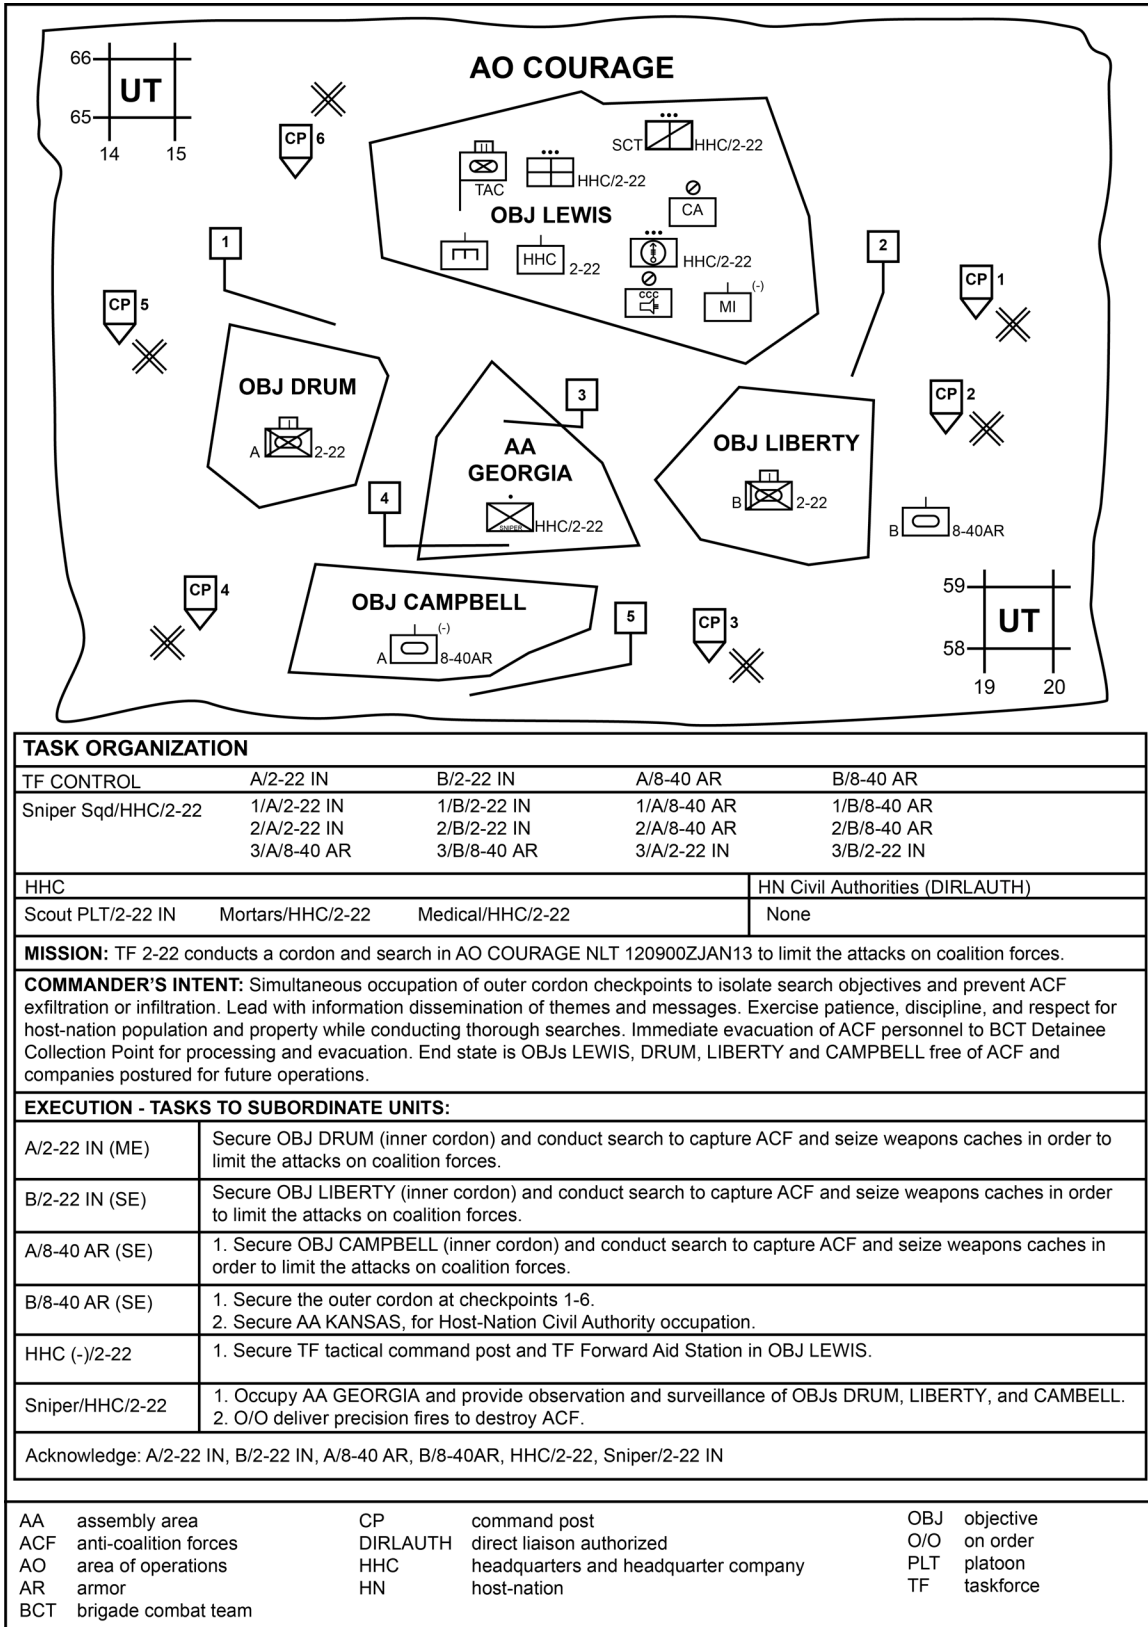 AO COURAGE
66
UT
65
14 15
CP 6
SCT HHC/2-22
TAC
HHC/2-22
OBJ LEWIS
CA
HHC 2-22
HHC/2-22
CCC
MI (-)
1
2
CP 5
CP 1
OBJ DRUM
A 2-22
3
AA
GEORGIA
SNIPER HHC/2-22
OBJ LIBERTY
B 2-22
CP 2
4
B 8-40AR
CP 4
OBJ CAMPBELL
(-)
A 8-40AR
5
CP 3
59
UT
58
19 20
TASK ORGANIZATION
TF CONTROL A/2-22 IN B/2-22 IN A/8-40 AR B/8-40 AR
Sniper Sqd/HHC/2-22 1/A/2-22 IN 1/B/2-22 IN 1/A/8-40 AR 1/B/8-40 AR
2/A/2-22 IN 2/B/2-22 IN 2/A/8-40 AR 2/B/8-40 AR
3/A/8-40 AR 3/B/8-40 AR 3/A/2-22 IN 3/B/2-22 IN
HHC HN Civil Authorities (DIRLAUTH)
Scout PLT/2-22 IN Mortars/HHC/2-22 Medical/HHC/2-22 None
MISSION: TF 2-22 conducts a cordon and search in AO COURAGE NLT 120900ZJAN13 to limit the attacks on coalition forces.
COMMANDER'S INTENT: Simultaneous occupation of outer cordon checkpoints to isolate search objectives and prevent ACF
exfiltration or infiltration. Lead with information dissemination of themes and messages. Exercise patience, discipline, and respect for
host-nation population and property while conducting thorough searches. Immediate evacuation of ACF personnel to BCT Detainee
Collection Point for processing and evacuation. End state is OBJs LEWIS, DRUM, LIBERTY and CAMPBELL free of ACF and
companies postured for future operations.
EXECUTION - TASKS TO SUBORDINATE UNITS:
A/2-22 IN (ME) Secure OBJ DRUM (inner cordon) and conduct search to capture ACF and seize weapons caches in order to
limit the attacks on coalition forces.
B/2-22 IN (SE) Secure OBJ LIBERTY (inner cordon) and conduct search to capture ACF and seize weapons caches in order
to limit the attacks on coalition forces.
A/8-40 AR (SE) 1. Secure OBJ CAMPBELL (inner cordon) and conduct search to capture ACF and seize weapons caches in
order to limit the attacks on coalition forces.
B/8-40 AR (SE) 1. Secure the outer cordon at checkpoints 1-6.
2. Secure AA KANSAS, for Host-Nation Civil Authority occupation.
HHC (-)/2-22 1. Secure TF tactical command post and TF Forward Aid Station in OBJ LEWIS.
Sniper/HHC/2-22 1. Occupy AA GEORGIA and provide observation and surveillance of OBJs DRUM, LIBERTY, and CAMBELL.
2. O/O deliver precision fires to destroy ACF.
Acknowledge: A/2-22 IN, B/2-22 IN, A/8-40 AR, B/8-40AR, HHC/2-22, Sniper/2-22 IN
AA assembly area
ACF anti-coalition forces
AO area of operations
AR armor
BCT brigade combat team
CP command post
DIRLAUTH direct liaison authorized
HHC headquarters and headquarter company
HN host-nation
OBJ objective
O/O on order
PLT platoon
TF taskforce